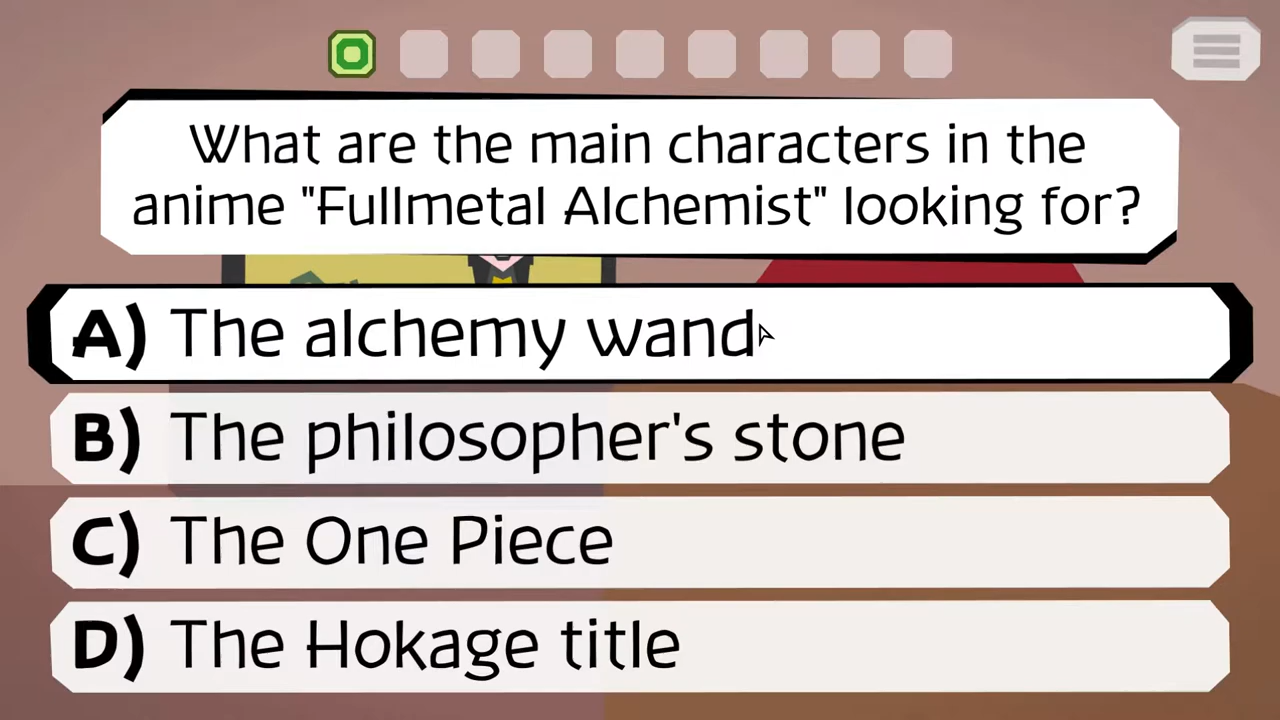 What are the main characters in the
anime "Fullmetal Alchemist" looking for?
A) The alchemy wand
B) The philosopher's stone
C) The One Piece
D) The Hokage title